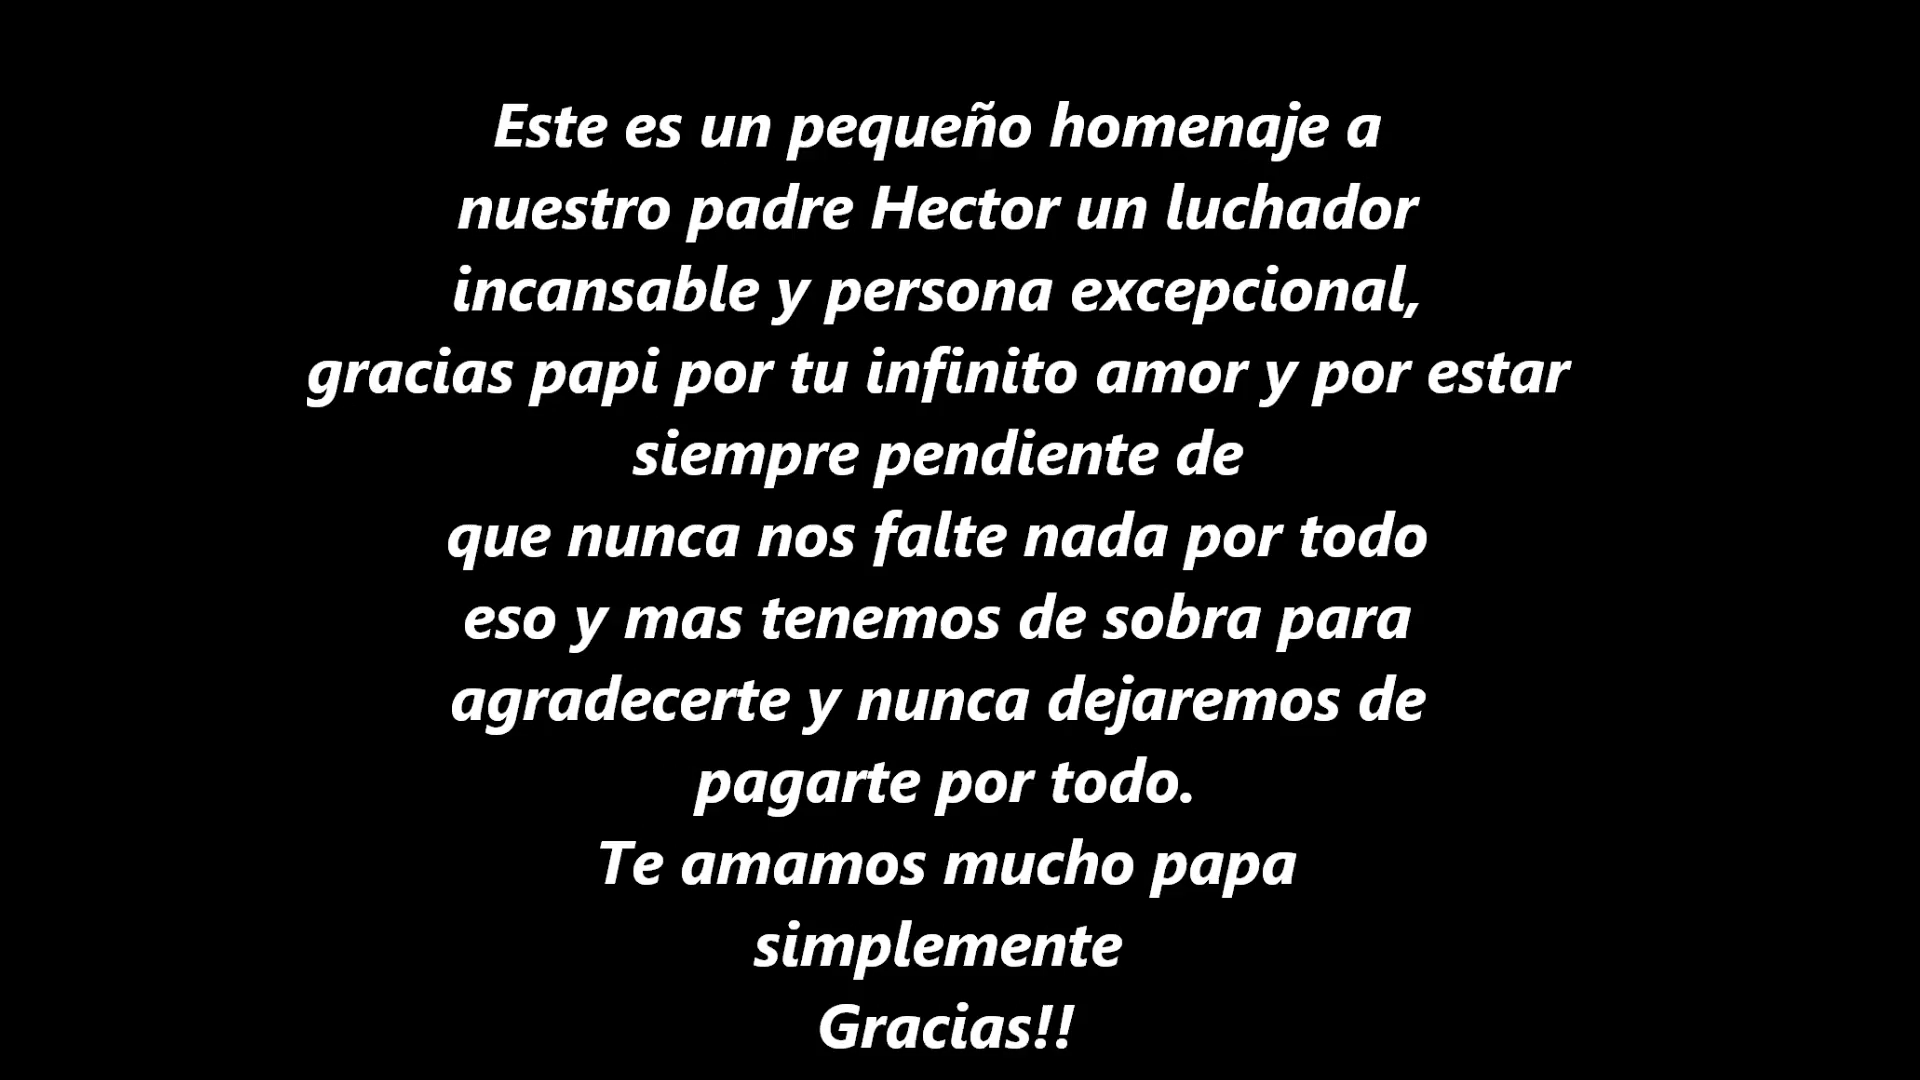 Este es un pequeño homenaje a
nuestro padre Hector un luchador
incansable y persona excepcional,
gracias papi por tu infinito amor y por estar
siempre pendiente de
que nunca nos falte nada por todo
eso y mas tenemos de sobra para
agradecerte y nunca dejaremos de
pagarte por todo.
Te amamos mucho papa
simplemente
Gracias!!